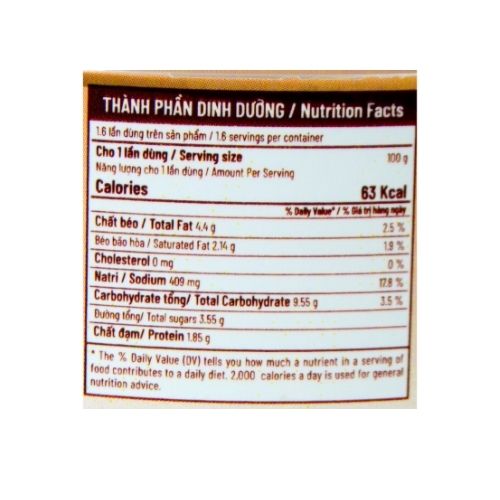 THÀNH PHẦN DINH DƯỠNG / Nutrition Facts
1.6 lần dùng trên sản phẩm / 1.6 servings per container
Cho 1 lần dùng / Serving size 100 g
Năng lượng cho 1 lần dùng / Amount Per Serving
Calories 63 Kcal
% Daily Value* / % Giá trị hàng ngày
Chất béo / Total Fat 4.4 g 2.5 %
Béo bão hòa / Saturated Fat 2.14 g 1.9 %
Cholesterol 0 mg 0 %
Natri / Sodium 409 mg 17.8 %
Carbohydrate tổng/ Total Carbohydrate 9.55 g 3.5 %
Đường tổng/ Total sugars 3.55 g
Chất đạm/ Protein 1.85 g
* The % Daily Value (DV) tells you how much a nutrient in a serving of
food contributes to a daily diet. 2,000 calories a day is used for general
nutrition advice.